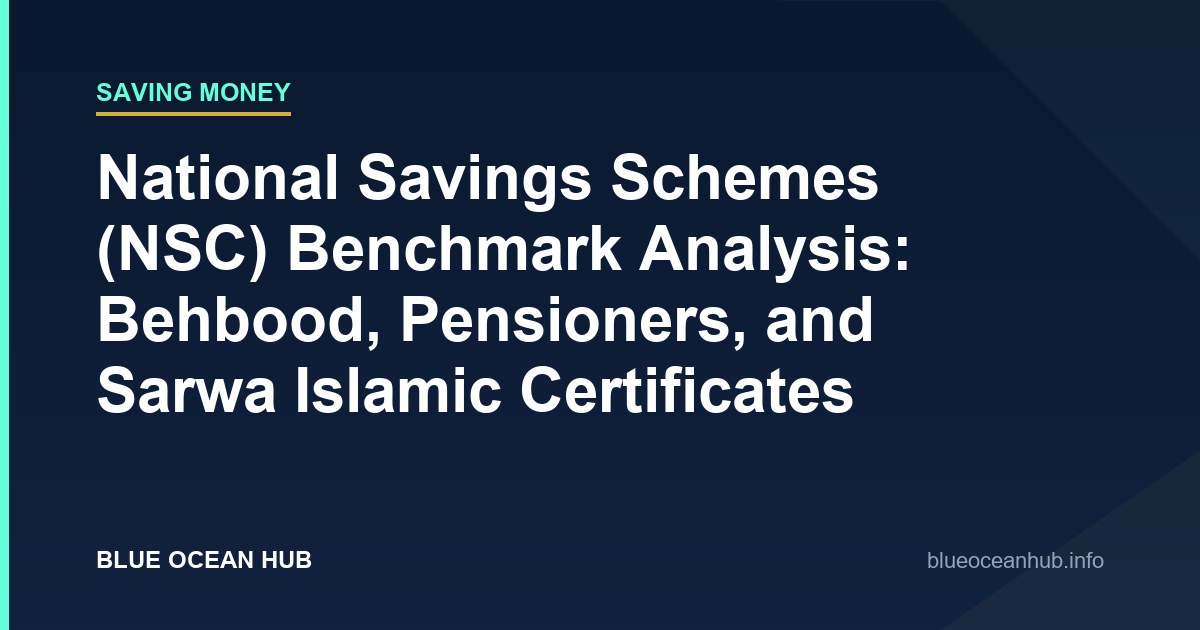 SAVING MONEY
National Savings Schemes
(NSC) Benchmark Analysis:
Behbood, Pensioners, and
Sarwa Islamic Certificates
BLUE OCEAN HUB
blueoceanhub.info